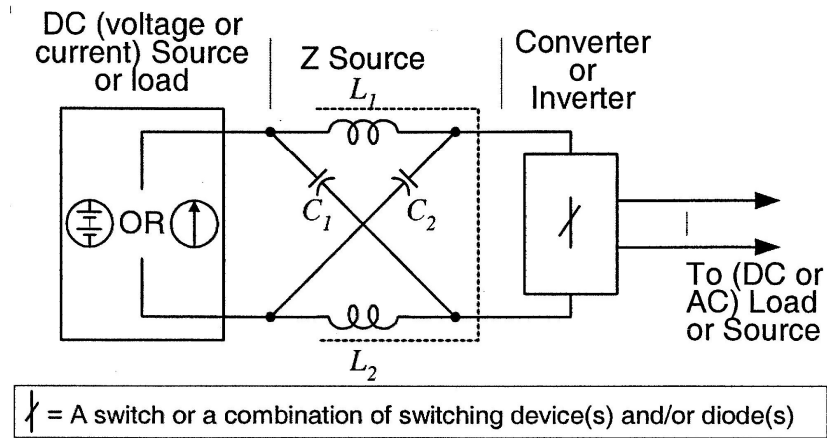 DC (voltage or
current) Source
or load
Z Source
Converter
or
Inverter
L1
OR
C1
C2
L2
To (DC or
AC) Load
or Source
= A switch or a combination of switching device(s) and/or diode(s)